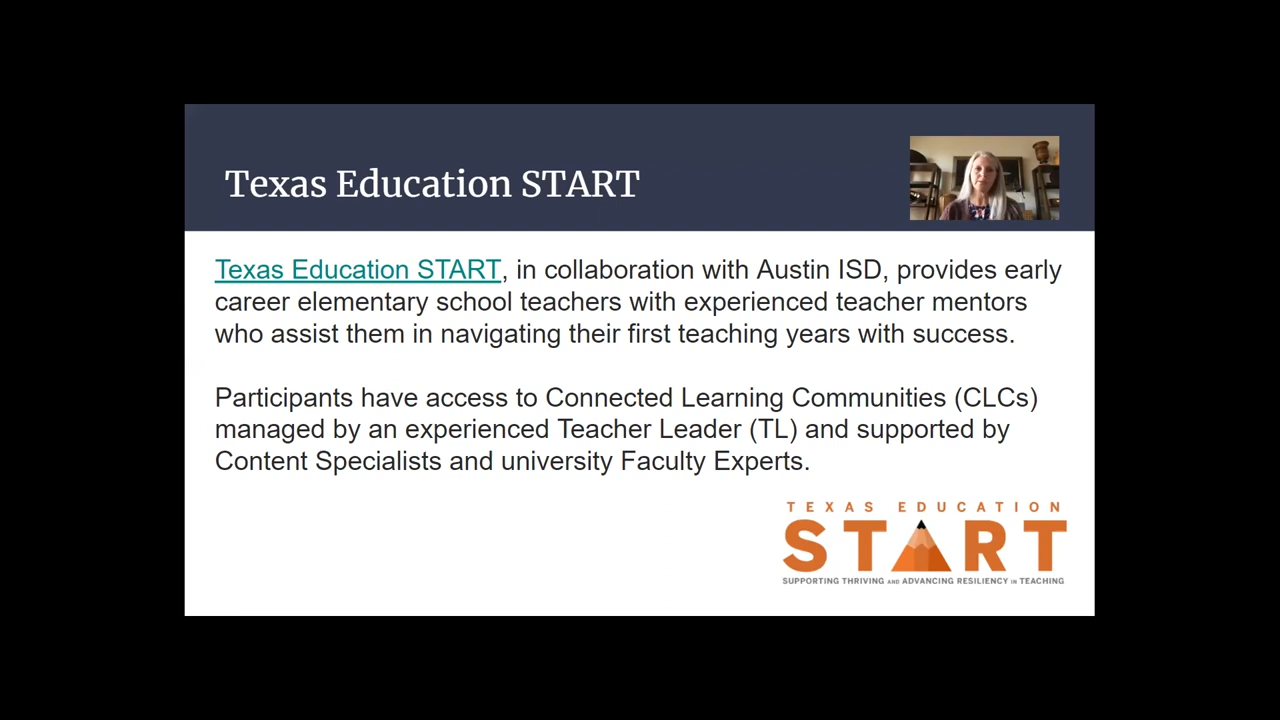 Texas Education START
Texas Education START, in collaboration with Austin ISD, provides early
career elementary school teachers with experienced teacher mentors
who assist them in navigating their first teaching years with success.
Participants have access to Connected Learning Communities (CLCs)
managed by an experienced Teacher Leader (TL) and supported by
Content Specialists and university Faculty Experts.
TEXAS EDUCATION
START
SUPPORTING THRIVING AND ADVANCING RESILIENCY IN TEACHING